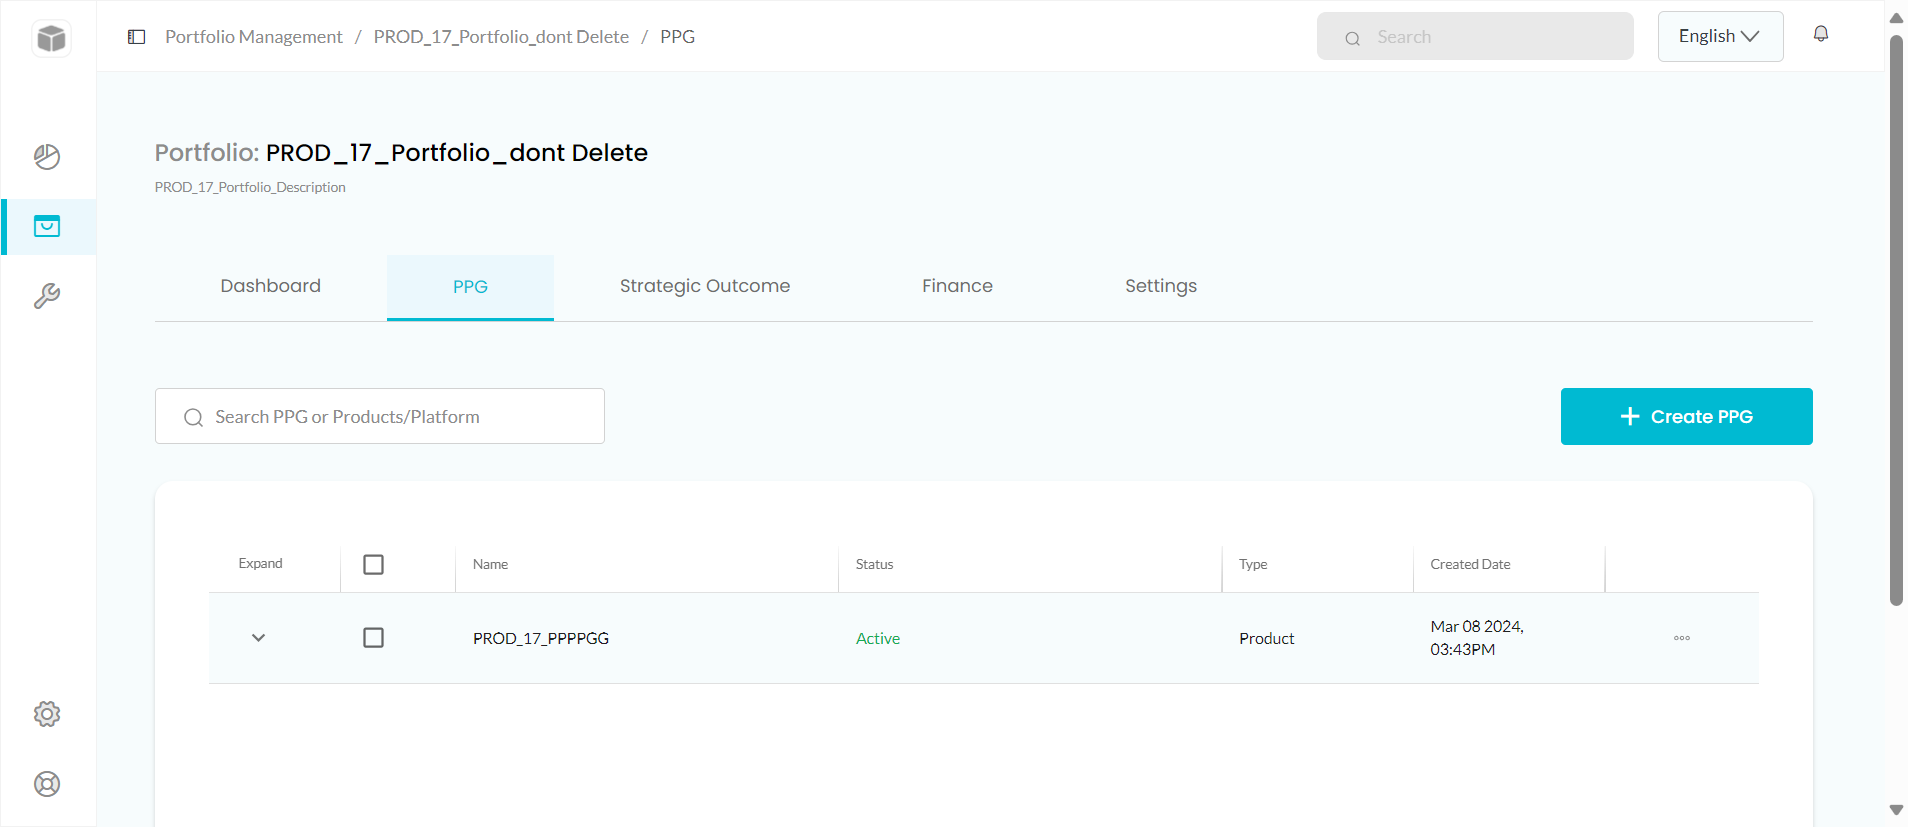 Portfolio Management / PROD_17_Portfolio_dont Delete / PPG
Search
English
Portfolio: PROD_17_Portfolio_dont Delete
PROD_17_Portfolio_Description
Dashboard
PPG
Strategic Outcome
Finance
Settings
Search PPG or Products/Platform
+ Create PPG
Expand
Name
Status
Type
Created Date
PROD_17_PPPPGG
Active
Product
Mar 08 2024,
03:43PM